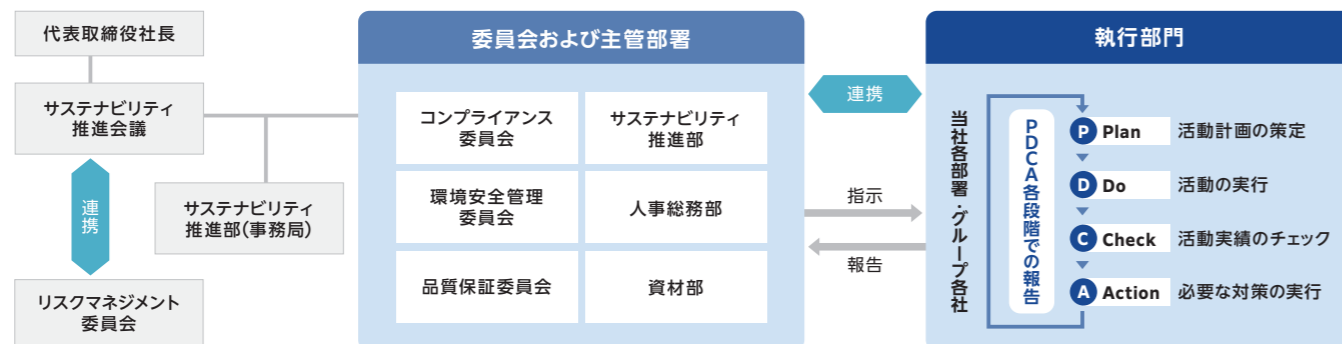 代表取締役社長
サステナビリティ
推進会議
連携
サステナビリティ
推進部(事務局)
リスクマネジメント
委員会
委員会および主管部署
コンプライアンス
委員会
サステナビリティ
推進部
環境安全管理
委員会
人事総務部
品質保証委員会
資材部
連携
指示
報告
執行部門
当社各部署・グループ各社
PDCA各段階での報告
P Plan 活動計画の策定
D Do 活動の実行
C Check 活動実績のチェック
A Action 必要な対策の実行